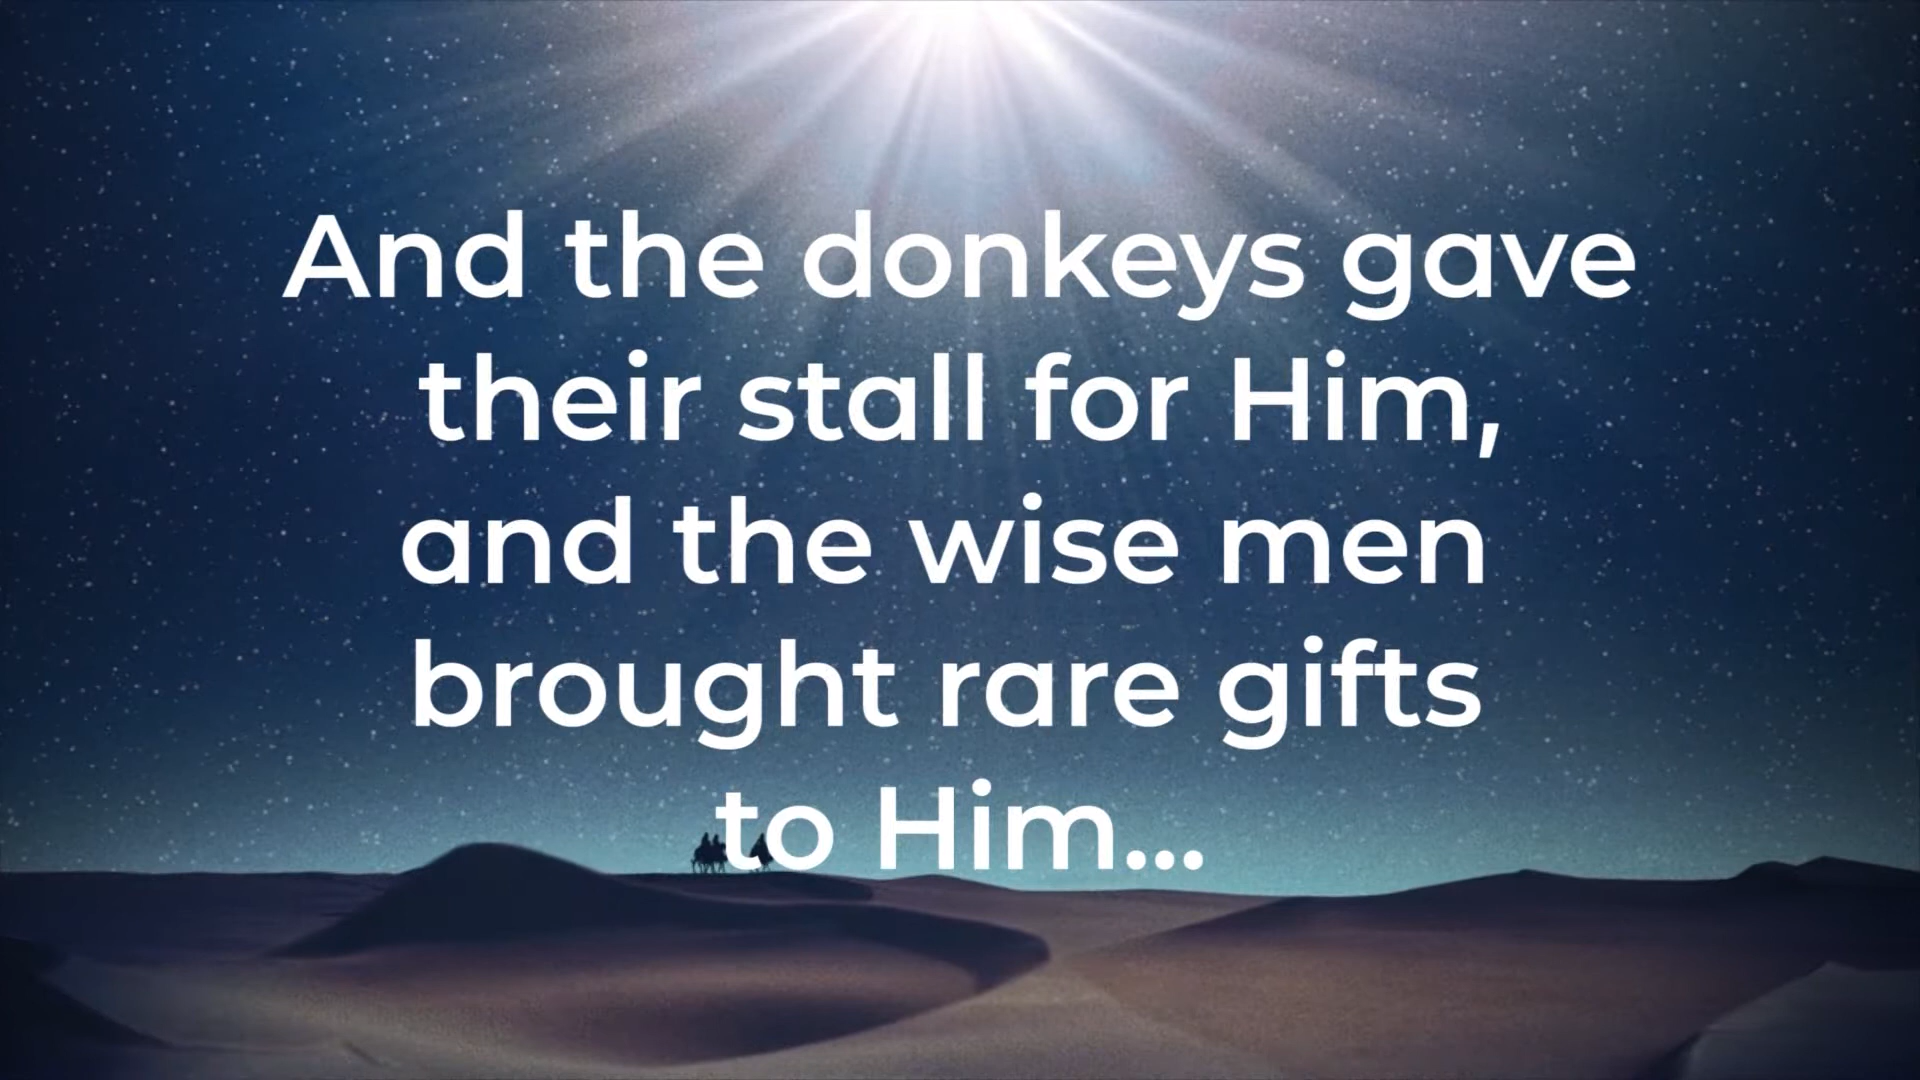 And the donkeys gave
their stall for Him,
and the wise men
brought rare gifts
to Him...